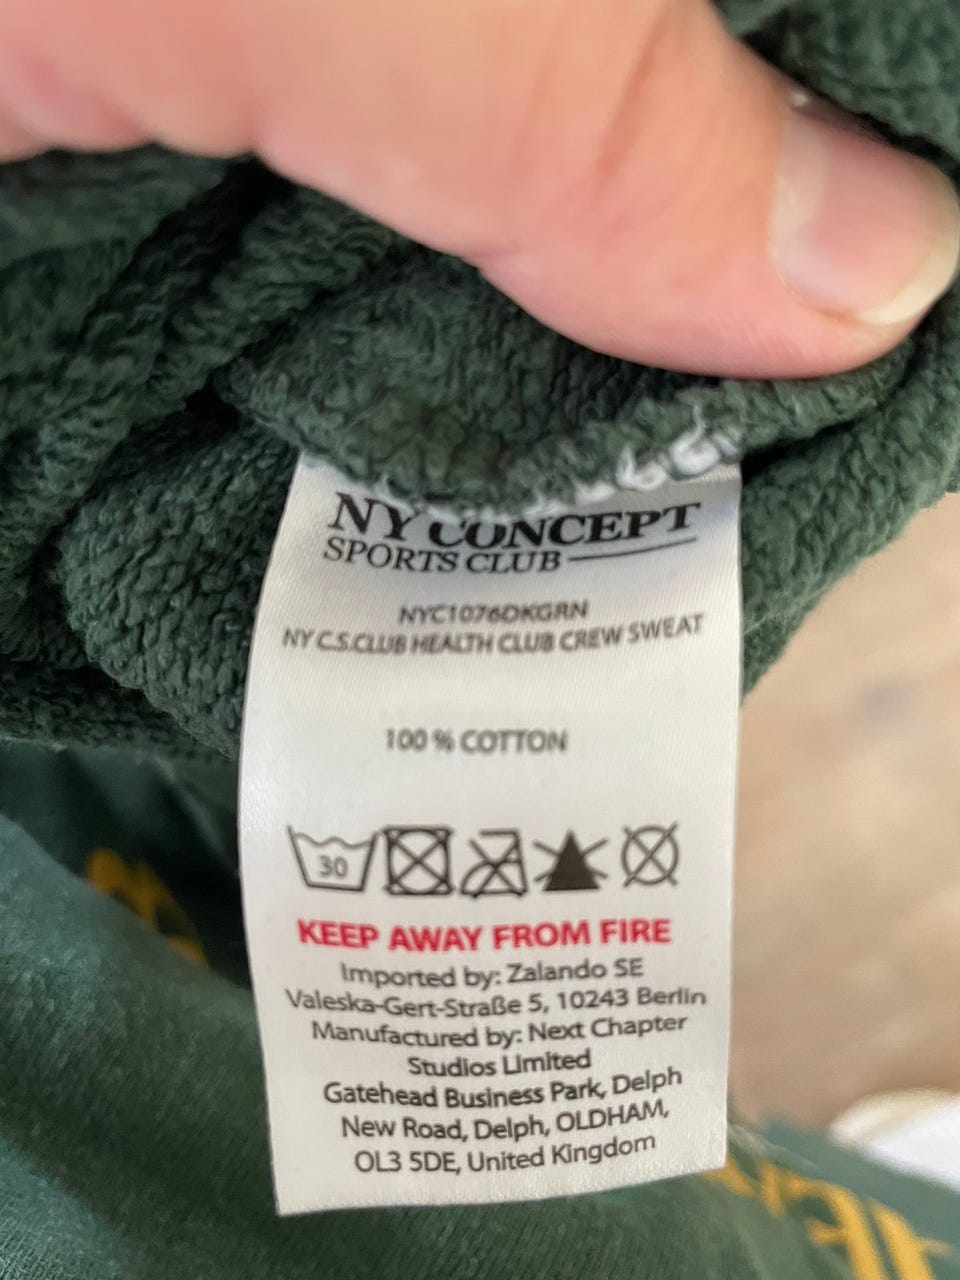 NY CONCEPT
SPORTS CLUB
NYC1076DKGRN
NY C.S.CLUB HEALTH CLUB CREW SWEAT
100 % COTTON
30
KEEP AWAY FROM FIRE
Imported by: Zalando SE
Valeska-Gert-Straße 5, 10243 Berlin
Manufactured by: Next Chapter
Studios Limited
Gatehead Business Park, Delph
New Road, Delph, OLDHAM,
OL3 5DE, United Kingdom